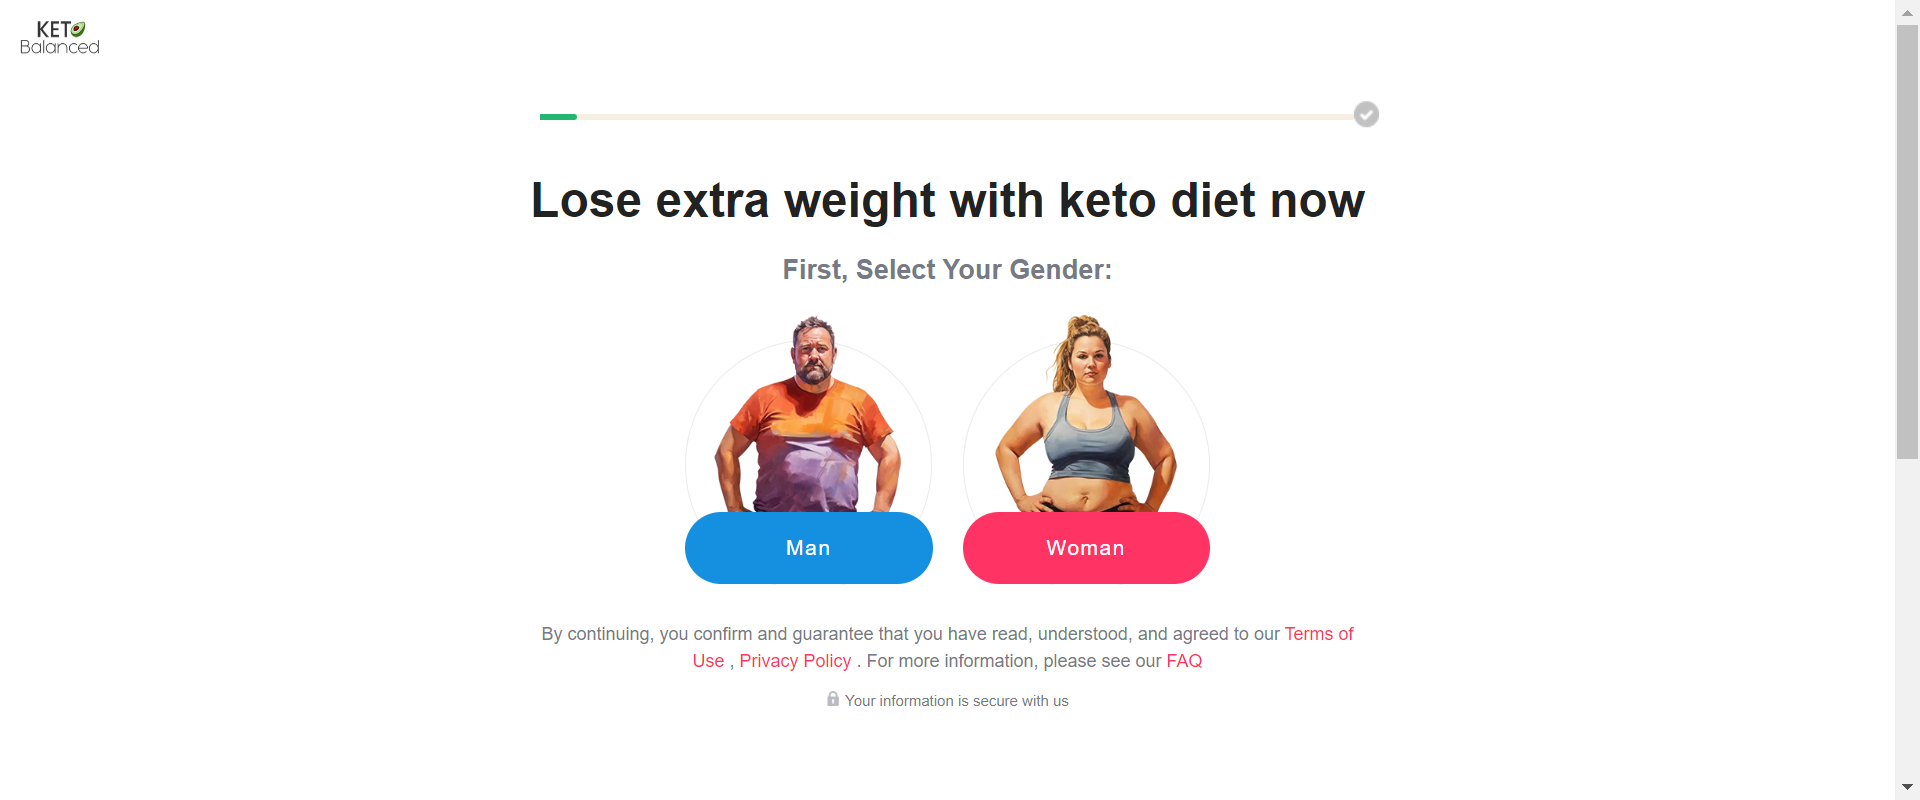 KETO
Balanced
Lose extra weight with keto diet now
First, Select Your Gender:
Man
Woman
By continuing, you confirm and guarantee that you have read, understood, and agreed to our Terms of
Use , Privacy Policy . For more information, please see our FAQ
Your information is secure with us